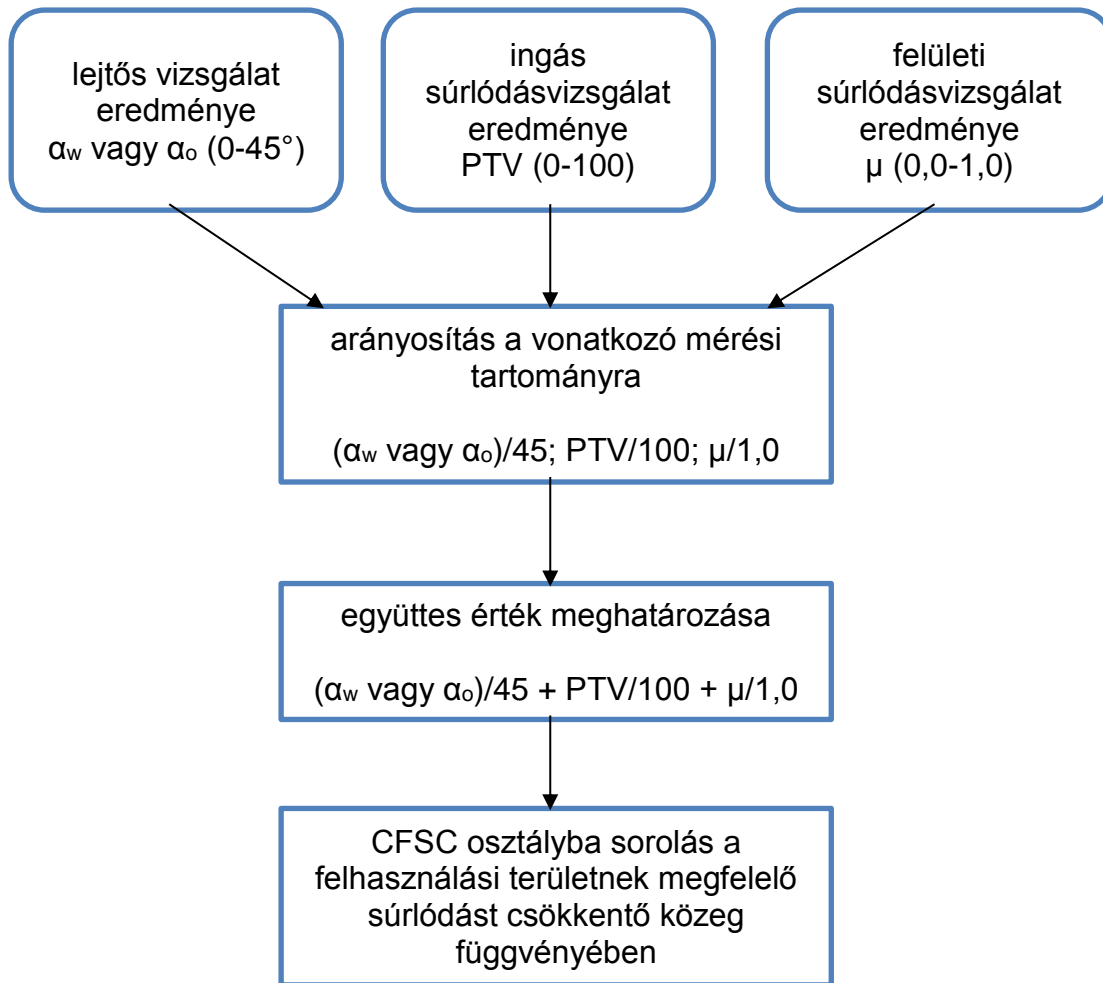 lejtős vizsgálat
eredménye
αw vagy αo (0-45°)
ingás
súrlódásvizsgálat
eredménye
PTV (0-100)
felületi
súrlódásvizsgálat
eredménye
μ (0,0-1,0)
arányosítás a vonatkozó mérési
tartományra
(αw vagy αo)/45; PTV/100; μ/1,0
együttes érték meghatározása
(αw vagy αo)/45 + PTV/100 + μ/1,0
CFSC osztályba sorolás a
felhasználási területnek megfelelő
súrlódást csökkentő közeg
függvényében